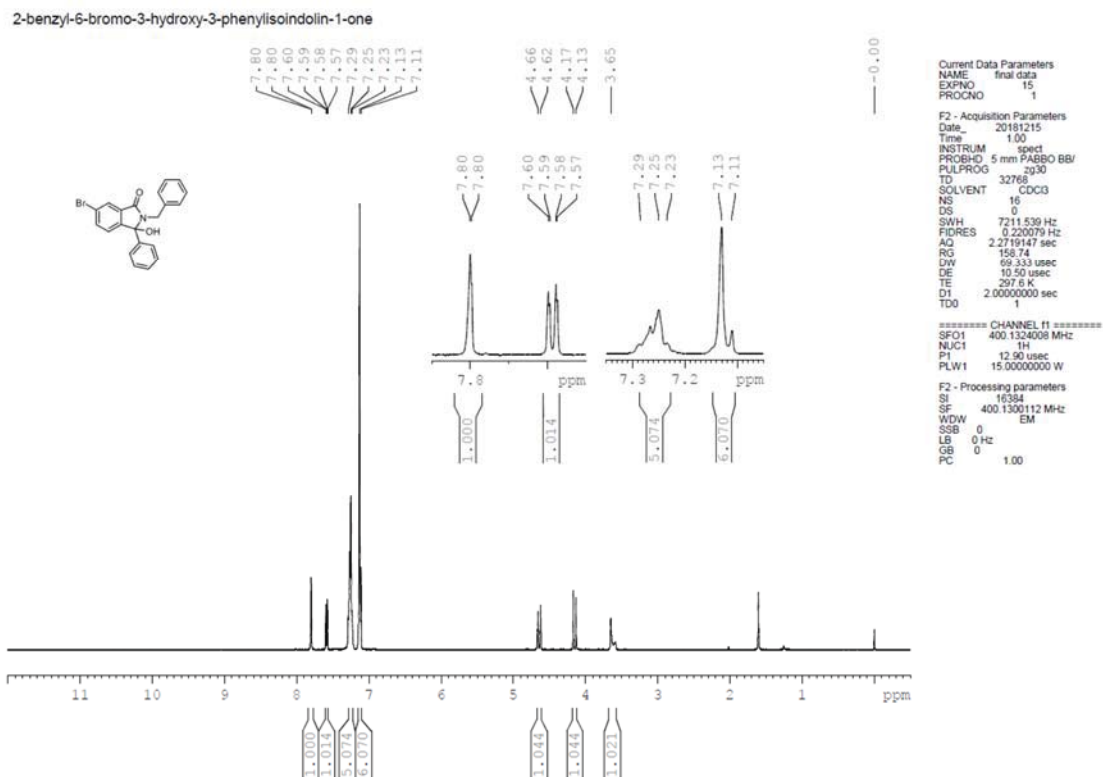 2-benzyl-6-bromo-3-hydroxy-3-phenylisoindolin-1-one
7.80
7.80
7.60
7.59
7.58
7.57
7.29
7.25
7.23
7.13
7.11
4.66
4.62
4.17
4.13
3.65
-0.00
Current Data Parameters
NAME final data
EXPNO 15
PROCNO 1
F2 - Acquisition Parameters
Date_ 20181215
Time 1.00
INSTRUM spect
PROBHD 5 mm PABBO BB/
PULPROG zg30
TD 32768
SOLVENT CDCl3
NS 16
DS 0
SWH 7211.539 Hz
FIDRES 0.220079 Hz
AQ 2.2719147 sec
RG 158.74
DW 69.333 usec
DE 10.50 usec
TE 297.6 K
D1 2.00000000 sec
TD0 1
======== CHANNEL f1 ========
SFO1 400.1324008 MHz
NUC1 1H
P1 12.90 usec
PLW1 15.00000000 W
F2 - Processing parameters
SI 16384
SF 400.1300112 MHz
WDW EM
SSB 0
LB 0 Hz
GB 0
PC 1.00
7.80
7.80
7.60
7.59
7.58
7.57
7.29
7.25
7.23
7.13
7.11
O
Br
N
OH
7.8 ppm
7.3 7.2 ppm
1.000
1.014
5.074
6.070
11 10 9 8 7 6 5 4 3 2 1 ppm
1.000
1.014
5.074
6.070
1.044
1.044
1.021